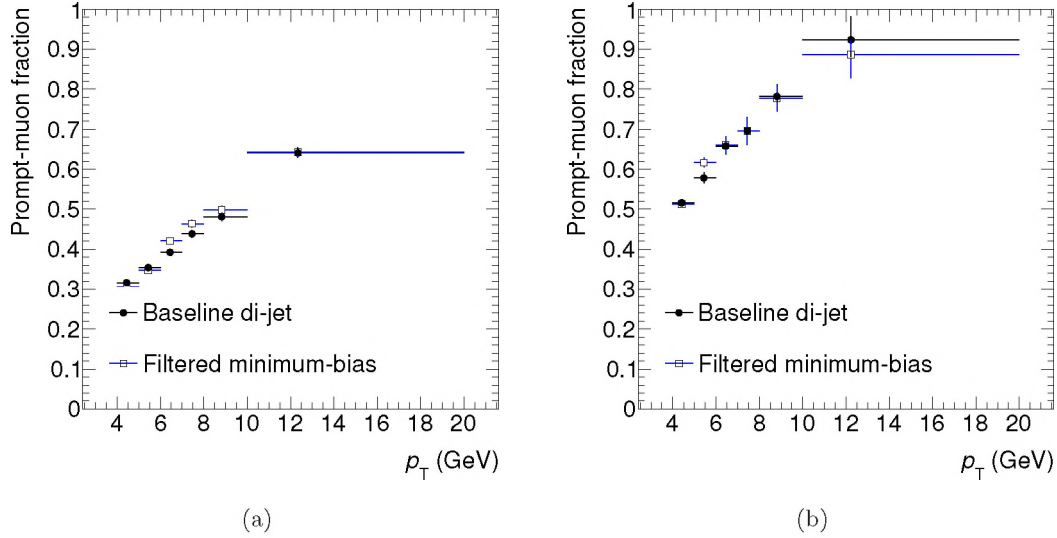 Prompt-muon fraction
1
0.9
0.8
0.7
0.6
0.5
0.4
0.3
0.2
0.1
0
Baseline di-jet
Filtered minimum-bias
4 6 8 10 12 14 16 18 20
p_T (GeV)
(a)
Prompt-muon fraction
1
0.9
0.8
0.7
0.6
0.5
0.4
0.3
0.2
0.1
0
Baseline di-jet
Filtered minimum-bias
4 6 8 10 12 14 16 18 20
p_T (GeV)
(b)